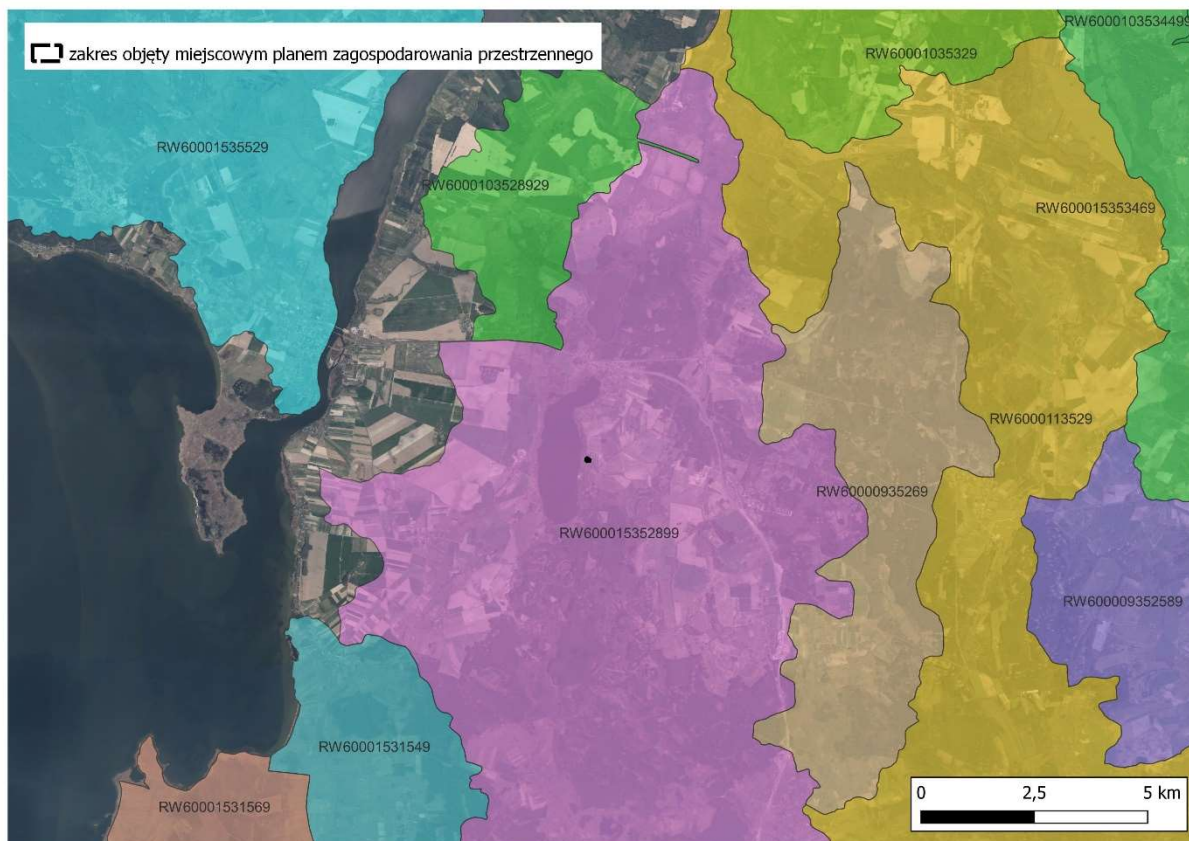 zakres objęty miejscowym planem zagospodarowania przestrzennego
RW6000103534499
RW60001035329
RW60001535529
RW6000103528929
RW600015353469
RW6000113529
RW60000935269
RW600015352899
RW600009352589
RW60001531549
RW60001531569
0 2,5 5 km